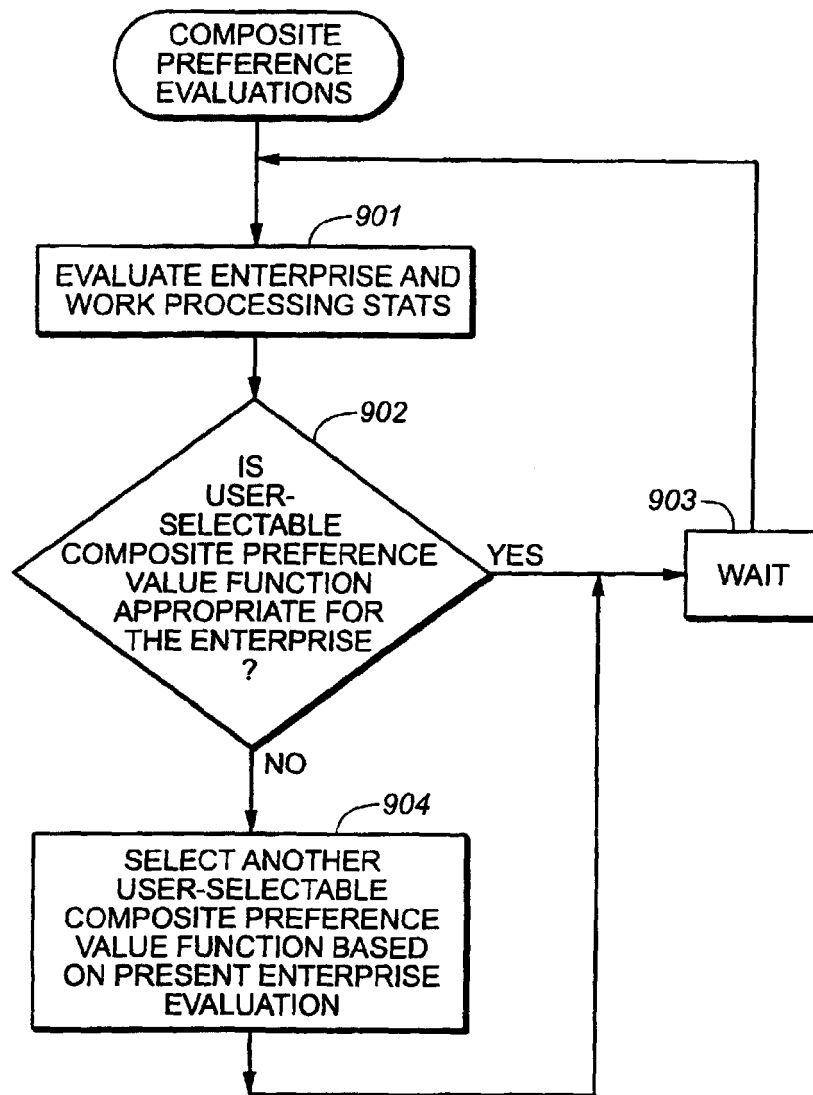 COMPOSITE
PREFERENCE
EVALUATIONS
901
EVALUATE ENTERPRISE AND
WORK PROCESSING STATS
902
IS
USER-
SELECTABLE
COMPOSITE PREFERENCE
VALUE FUNCTION
APPROPRIATE FOR
THE ENTERPRISE
?
YES
903
WAIT
NO
904
SELECT ANOTHER
USER-SELECTABLE
COMPOSITE PREFERENCE
VALUE FUNCTION BASED
ON PRESENT ENTERPRISE
EVALUATION